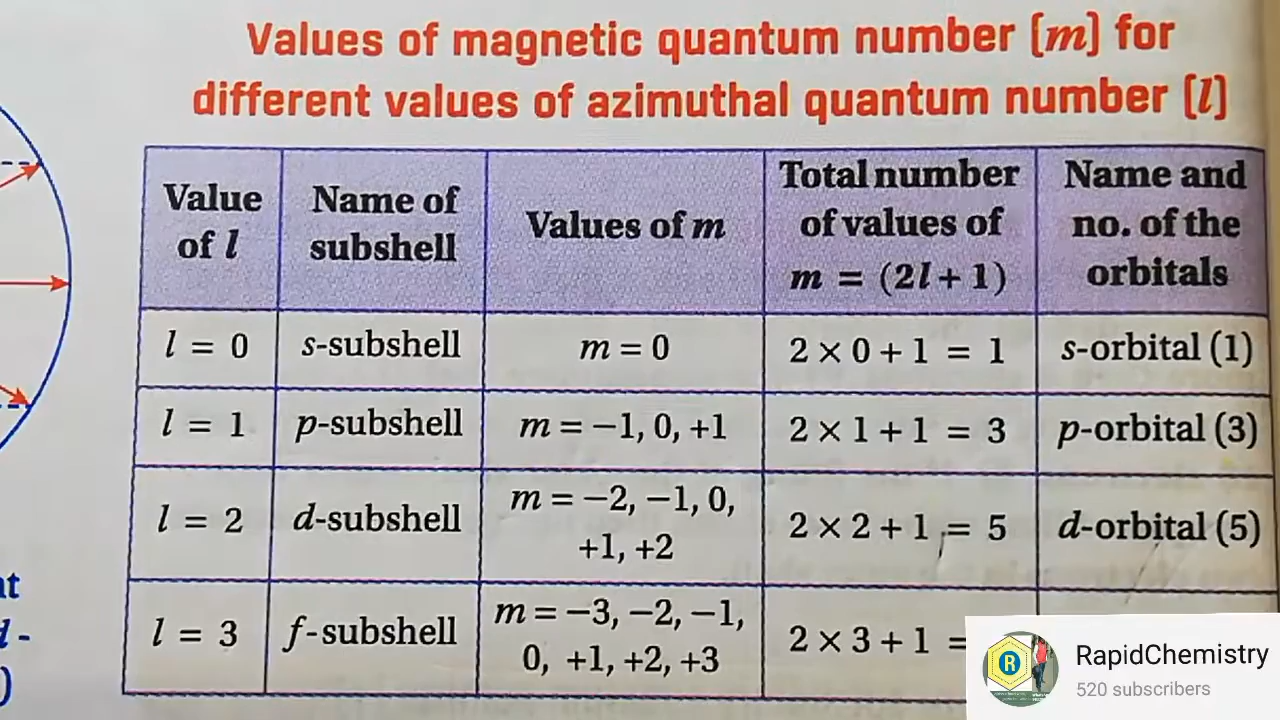 Values of magnetic quantum number (m) for
different values of azimuthal quantum number (l)
Value
of l
Name of
subshell
Values of m
Total number
of values of
m = (2l + 1)
Name and
no. of the
orbitals
l = 0
s-subshell
m = 0
2 × 0 + 1 = 1
s-orbital (1)
l = 1
p-subshell
m = −1, 0, +1
2 × 1 + 1 = 3
p-orbital (3)
l = 2
d-subshell
m = −2, −1, 0,
+1, +2
2 × 2 + 1 = 5
d-orbital (5)
l = 3
f-subshell
m = −3, −2, −1,
0, +1, +2, +3
2 × 3 + 1 =
R
RapidChemistry
520 subscribers